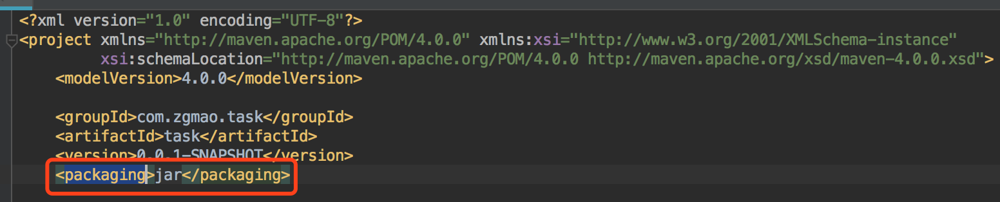 <?xml version="1.0" encoding="UTF-8"?>
<project xmlns="http://maven.apache.org/POM/4.0.0" xmlns:xsi="http://www.w3.org/2001/XMLSchema-instance"
xsi:schemaLocation="http://maven.apache.org/POM/4.0.0 http://maven.apache.org/xsd/maven-4.0.0.xsd">
<modelVersion>4.0.0</modelVersion>
<groupId>com.zgmao.task</groupId>
<artifactId>task</artifactId>
<version>0.0.1-SNAPSHOT</version>
<packaging>jar</packaging>